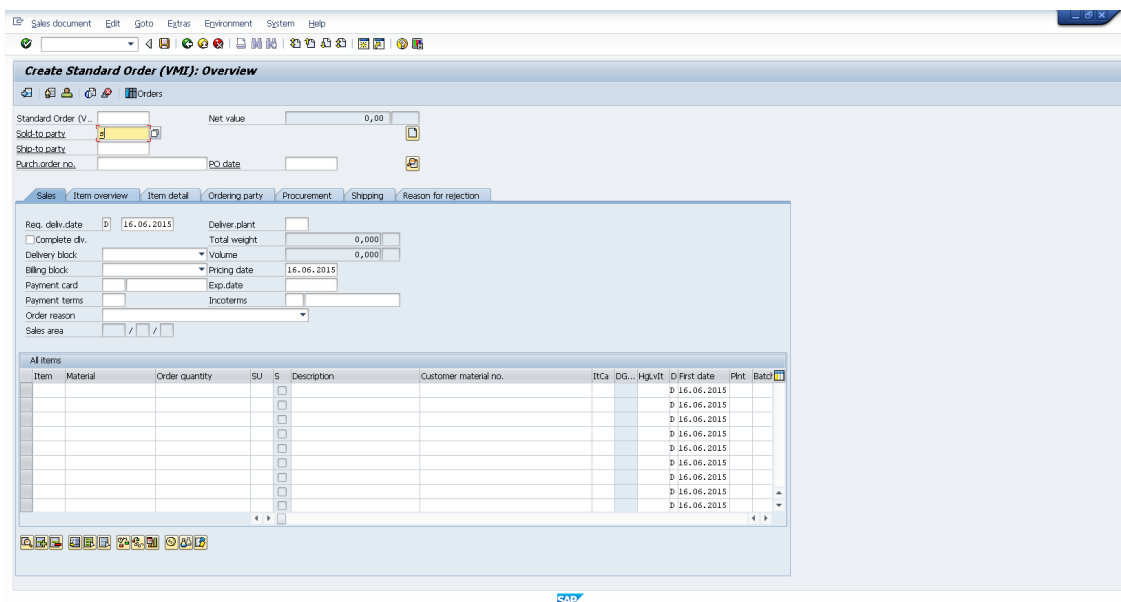 Sales document Edit Goto Extras Environment System Help
Create Standard Order (VMI): Overview
Orders
Standard Order (V... Net value 0,00
Sold-to party s
Ship-to party
Purch.order no. PO date
Sales Item overview Item detail Ordering party Procurement Shipping Reason for rejection
Req. deliv.date D 16.06.2015 Deliver.plant
Complete dlv. Total weight 0,000
Delivery block Volume 0,000
Billing block Pricing date 16.06.2015
Payment card Exp.date
Payment terms Incoterms
Order reason
Sales area / /
All items
Item Material Order quantity SU S Description Customer material no. ItCa DG... HgLvIt D First date Plnt Batch
D 16.06.2015
D 16.06.2015
D 16.06.2015
D 16.06.2015
D 16.06.2015
D 16.06.2015
D 16.06.2015
D 16.06.2015
D 16.06.2015
SAP